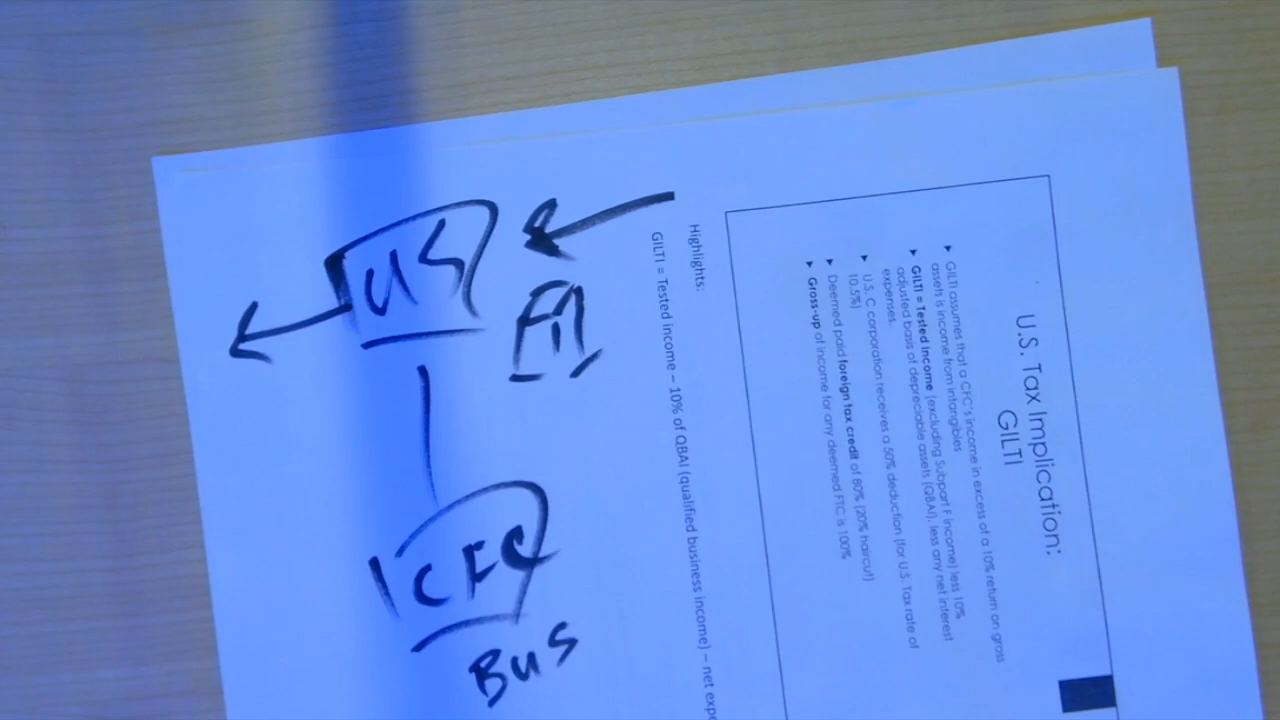 U.S. Tax Implication:
GILTI
GILTI assumes that a CFC's income in excess of a 10% return on gross
assets is income from intangibles
GILTI = Tested Income (excluding Subpart F income) less 10%
adjusted basis of depreciable assets (QBAI), less any net interest
expenses.
U.S. C corporation receives a 50% deduction (for U.S. Tax rate of
10.5%)
Deemed paid foreign tax credit of 80% (20% haircut)
Gross-up of income for any deemed FTC is 100%
Highlights:
GILTI = Tested income – 10% of QBAI (qualified business income) – net expe
US
CFC
BUS